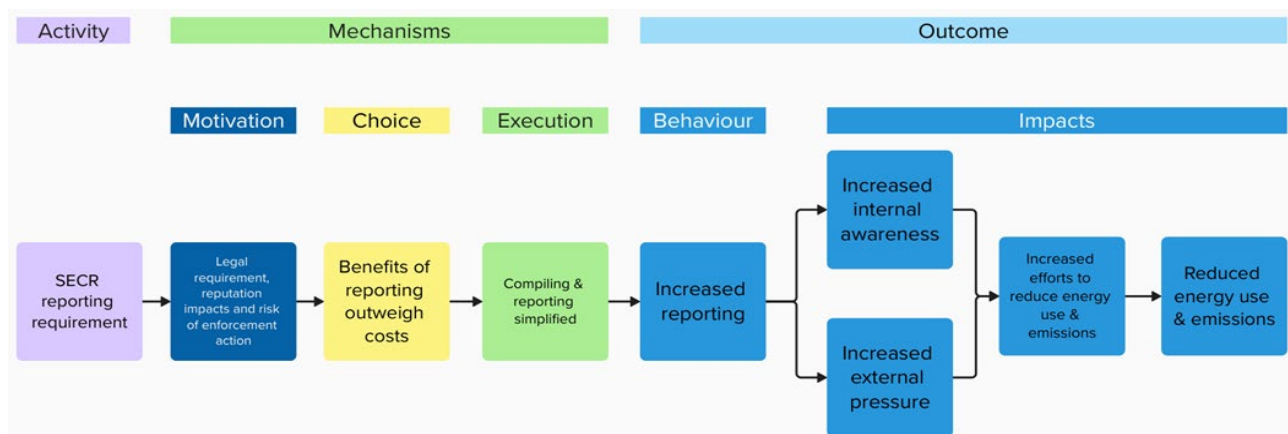 Activity
Mechanisms
Outcome
Motivation
Choice
Execution
Behaviour
Impacts
SECR
reporting
requirement
Legal
requirement,
reputation
impacts and risk
of enforcement
action
Benefits of
reporting
outweigh
costs
Compiling &
reporting
simplified
Increased
reporting
Increased
internal
awareness
Increased
external
pressure
Increased
efforts to
reduce energy
use &
emissions
Reduced
energy use
& emissions